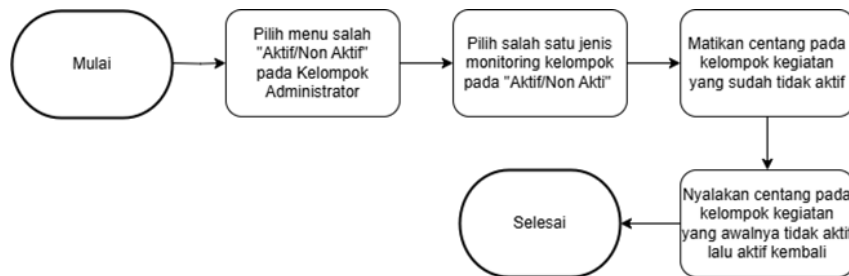 Mulai
Pilih menu salah
"Aktif/Non Aktif"
pada Kelompok
Administrator
Pilih salah satu jenis
monitoring kelompok
pada "Aktif/Non Akti"
Matikan centang pada
kelompok kegiatan
yang sudah tidak aktif
Nyalakan centang pada
kelompok kegiatan
yang awalnya tidak aktif
lalu aktif kembali
Selesai